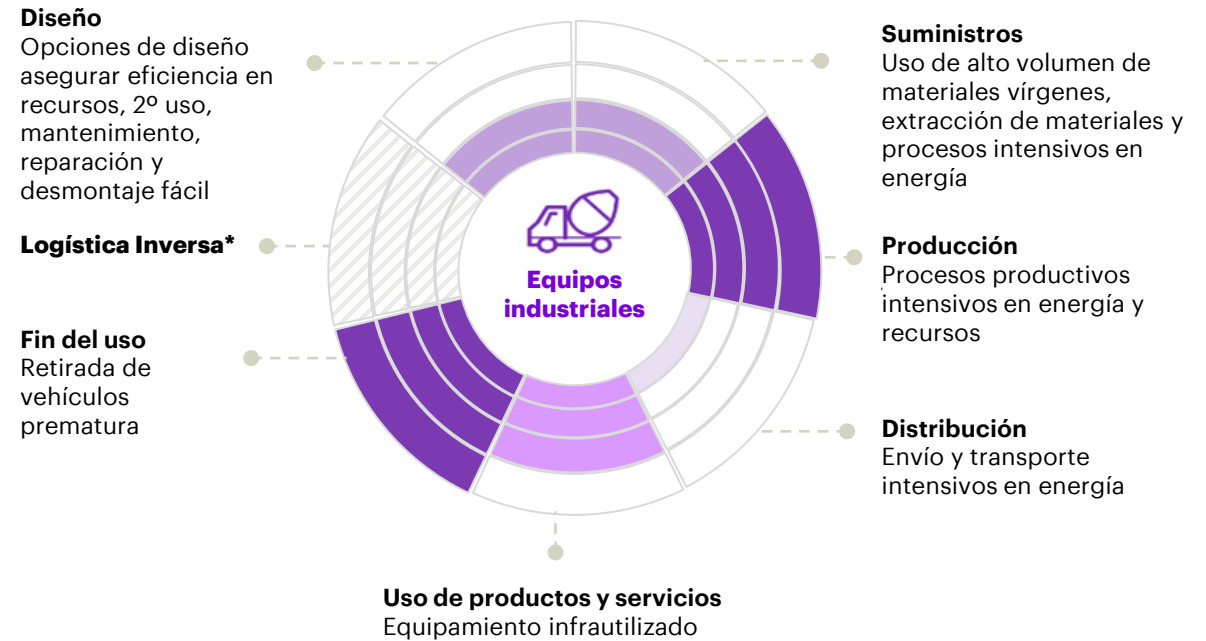 Diseño
Opciones de diseño
asegurar eficiencia en
recursos, 2º uso,
mantenimiento,
reparación y
desmontaje fácil
Logística Inversa*
Fin del uso
Retirada de
vehículos
prematura
Equipos
industriales
Suministros
Uso de alto volumen de
materiales vírgenes,
extracción de materiales y
procesos intensivos en
energía
Producción
Procesos productivos
intensivos en energía y
recursos
Distribución
Envío y transporte
intensivos en energía
Uso de productos y servicios
Equipamiento infrautilizado